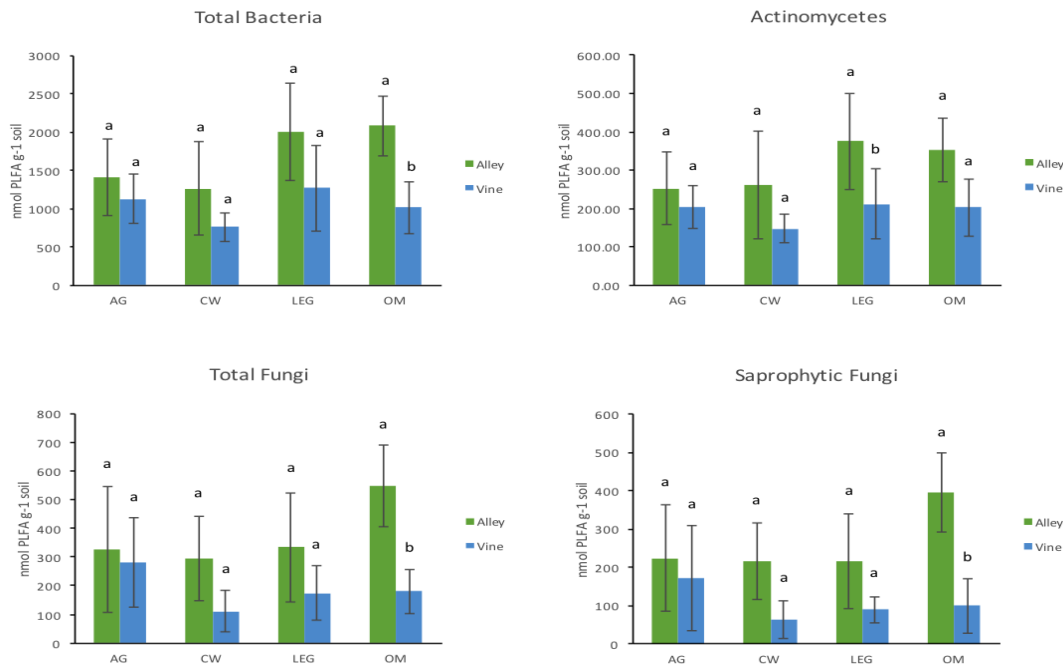 Total Bacteria
nmol PLFA g-1 soil
3000
2500
2000
1500
1000
500
0
a a a a a a a b
AG CW LEG OM
Alley
Vine
Actinomycetes
nmol PLFA g-1 soil
600.00
500.00
400.00
300.00
200.00
100.00
0.00
a a a a a b a a
AG CW LEG OM
Alley
Vine
Total Fungi
nmol PLFA g-1 soil
800
700
600
500
400
300
200
100
0
a a a a a a a b
AG CW LEG OM
Alley
Vine
Saprophytic Fungi
nmol PLFA g-1 soil
600
500
400
300
200
100
0
a a a a a a a b
AG CW LEG OM
Alley
Vine